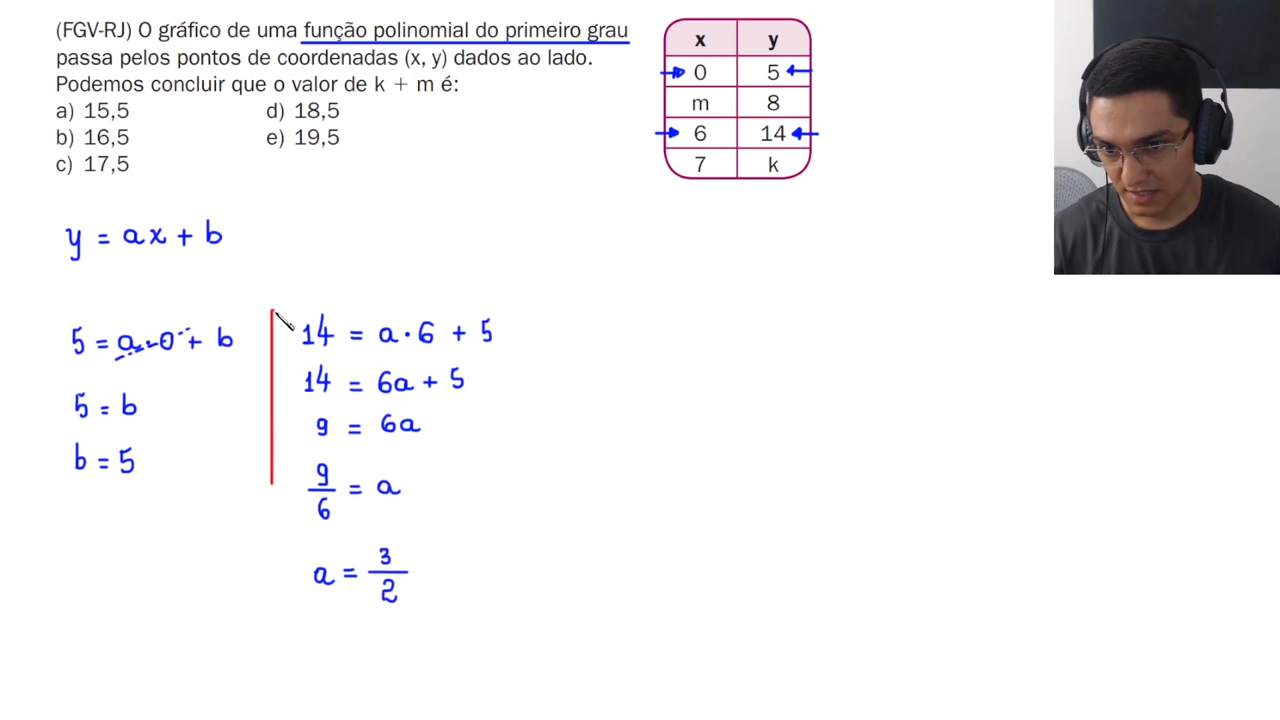 (FGV-RJ) O gráfico de uma função polinomial do primeiro grau
passa pelos pontos de coordenadas (x, y) dados ao lado.
Podemos concluir que o valor de k + m é:
a) 15,5 d) 18,5
b) 16,5 e) 19,5
c) 17,5
x y
0 5
m 8
6 14
7 k
y = ax + b
5 = a·0 + b
5 = b
b = 5
14 = a · 6 + 5
14 = 6a + 5
9 = 6a
9/6 = a
a = 3/2